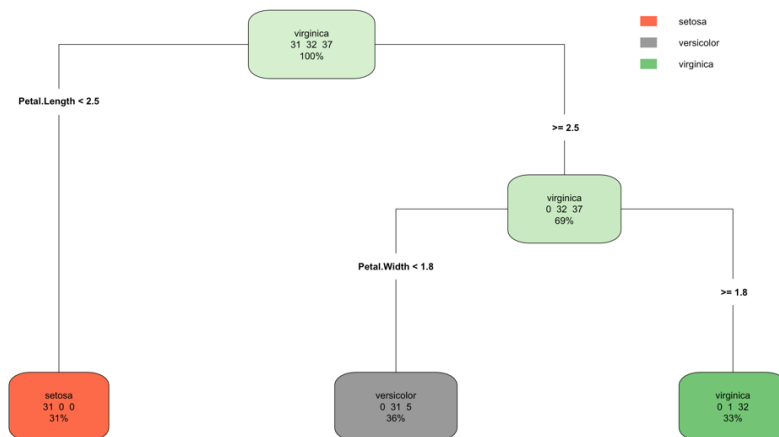 virginica
31 32 37
100%
setosa
versicolor
virginica
Petal.Length < 2.5
>= 2.5
virginica
0 32 37
69%
Petal.Width < 1.8
>= 1.8
setosa
31 0 0
31%
versicolor
0 31 5
36%
virginica
0 1 32
33%